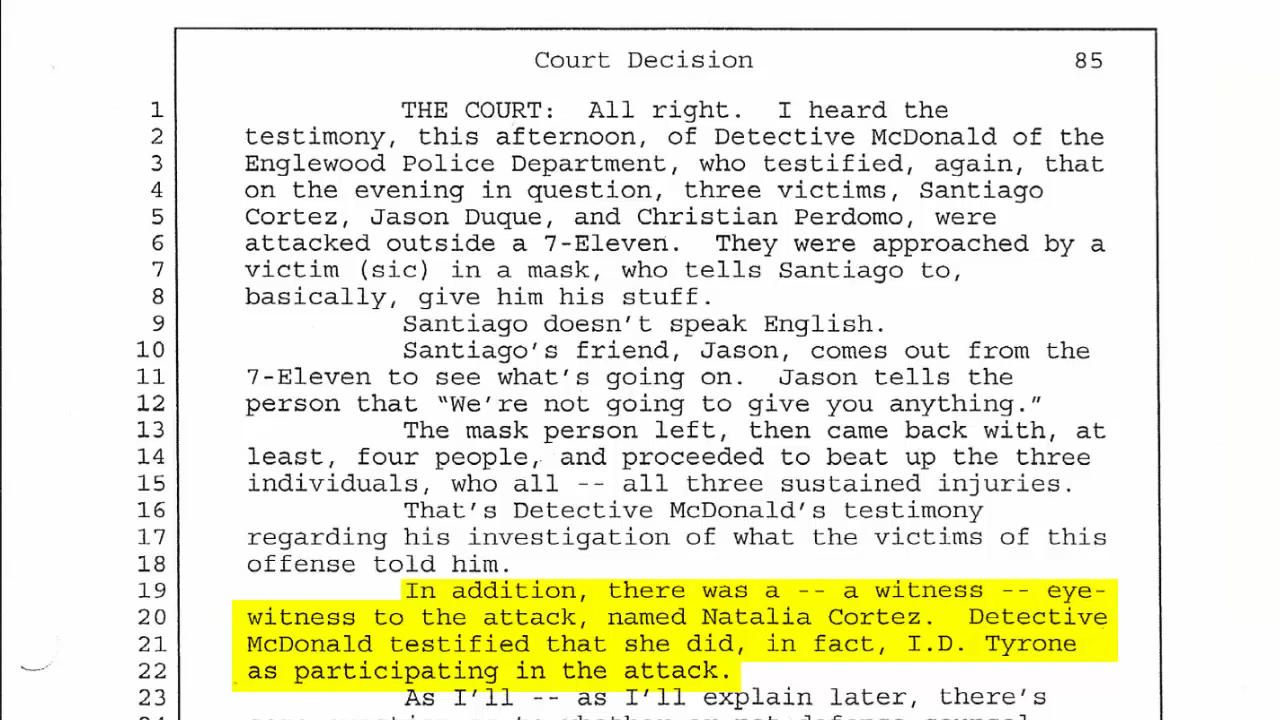 Court Decision 85
1 THE COURT: All right. I heard the
2 testimony, this afternoon, of Detective McDonald of the
3 Englewood Police Department, who testified, again, that
4 on the evening in question, three victims, Santiago
5 Cortez, Jason Duque, and Christian Perdomo, were
6 attacked outside a 7-Eleven. They were approached by a
7 victim (sic) in a mask, who tells Santiago to,
8 basically, give him his stuff.
9 Santiago doesn't speak English.
10 Santiago's friend, Jason, comes out from the
11 7-Eleven to see what's going on. Jason tells the
12 person that "We're not going to give you anything."
13 The mask person left, then came back with, at
14 least, four people, and proceeded to beat up the three
15 individuals, who all -- all three sustained injuries.
16 That's Detective McDonald's testimony
17 regarding his investigation of what the victims of this
18 offense told him.
19 In addition, there was a -- a witness -- eye-
20 witness to the attack, named Natalia Cortez. Detective
21 McDonald testified that she did, in fact, I.D. Tyrone
22 as participating in the attack.
23 As I'll -- as I'll explain later, there's